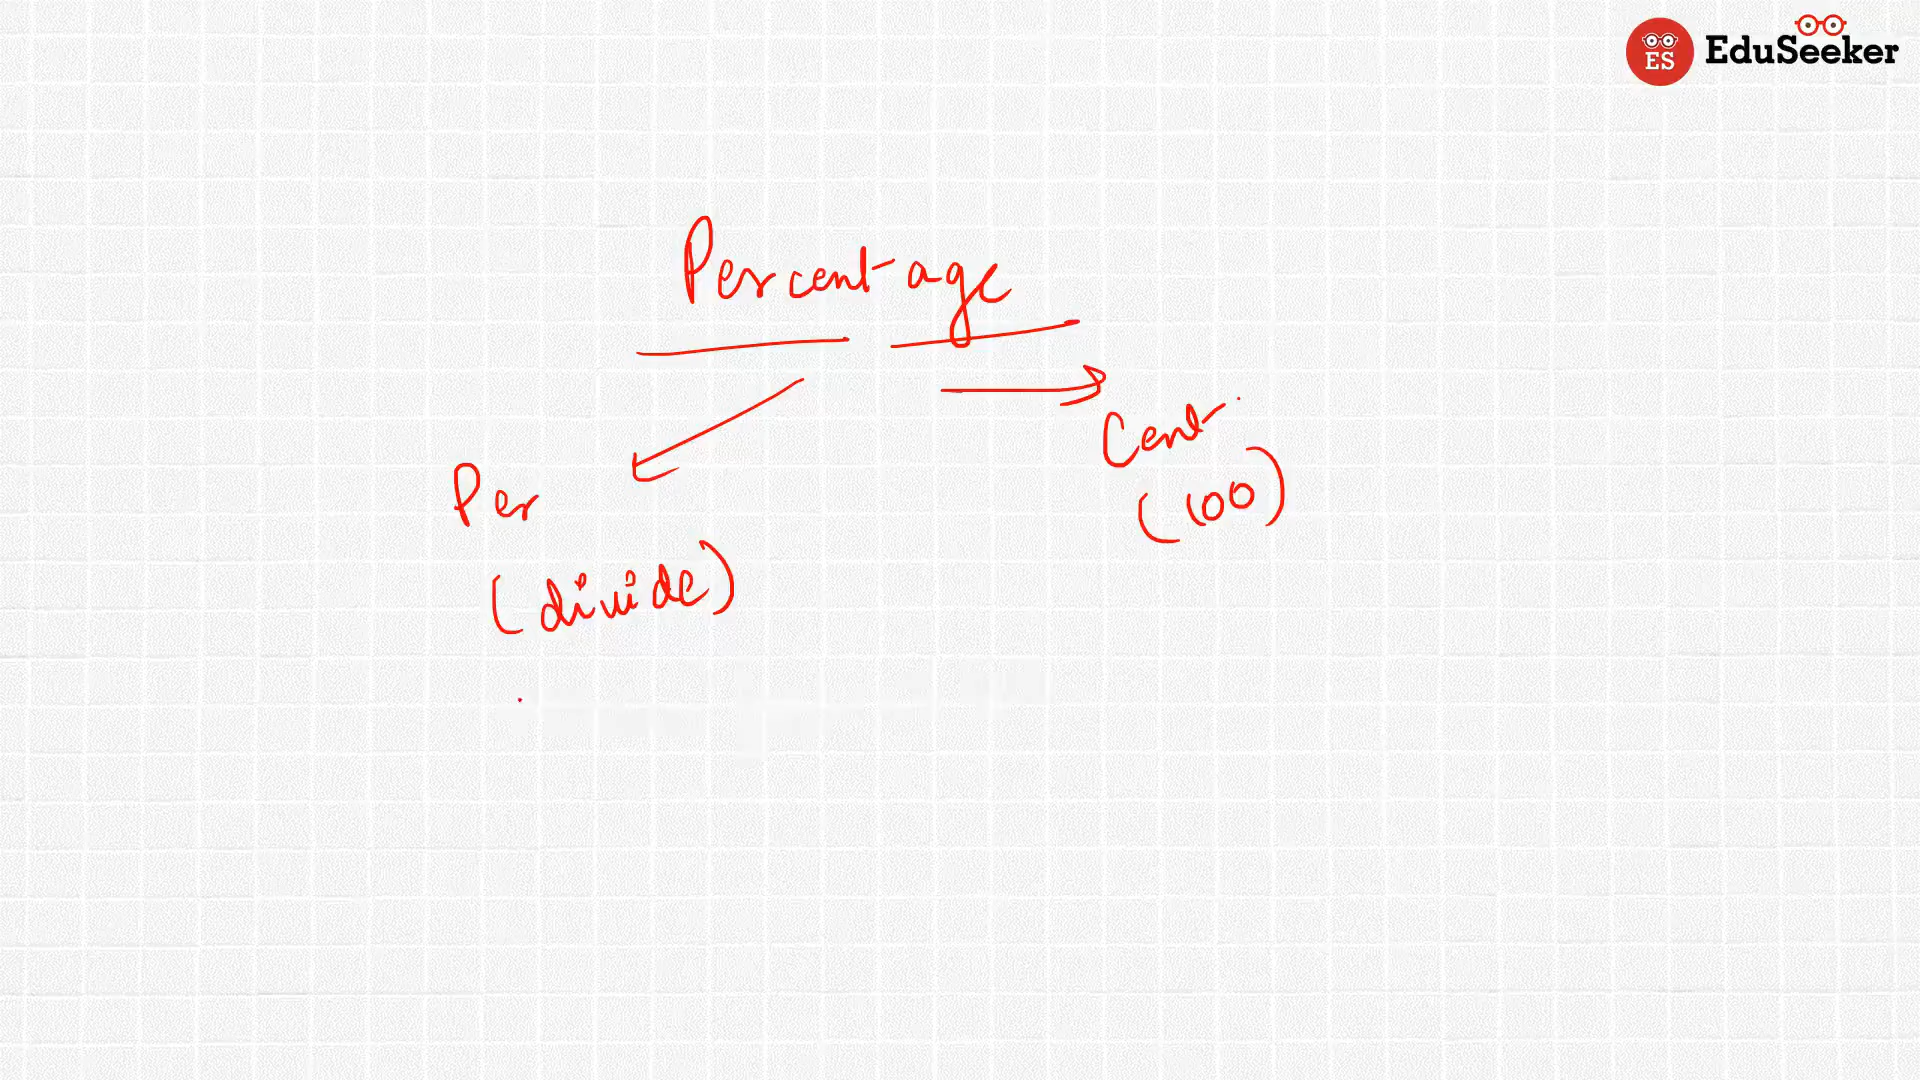 ES EduSeeker
Percentage
Per
(divide)
Cent
(100)